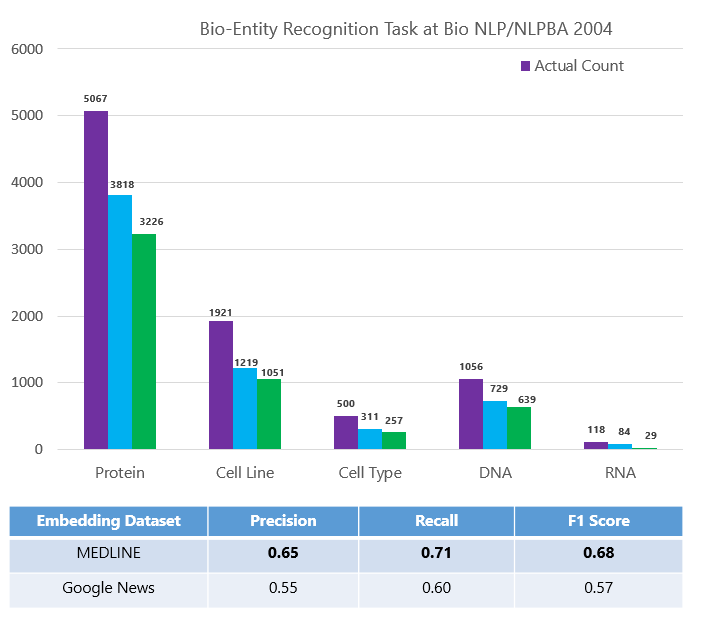 Bio-Entity Recognition Task at Bio NLP/NLPBA 2004
Actual Count
6000
5000
4000
3000
2000
1000
0
5067
3818
3226
1921
1219
1051
500
311
257
1056
729
639
118
84
29
Protein
Cell Line
Cell Type
DNA
RNA
Embedding Dataset Precision Recall F1 Score
MEDLINE 0.65 0.71 0.68
Google News 0.55 0.60 0.57